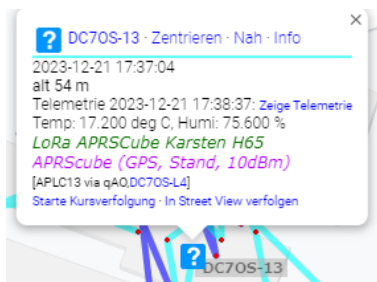 ? DC7OS-13 · Zentrieren · Nah · Info
2023-12-21 17:37:04
alt 54 m
Telemetrie 2023-12-21 17:38:37: Zeige Telemetrie
Temp: 17.200 deg C, Humi: 75.600 %
LoRa APRSCube Karsten H65
APRScube (GPS, Stand, 10dBm)
[APLC13 via qAO,DC7OS-L4]
Starte Kursverfolgung · In Street View verfolgen
? DC7OS-13